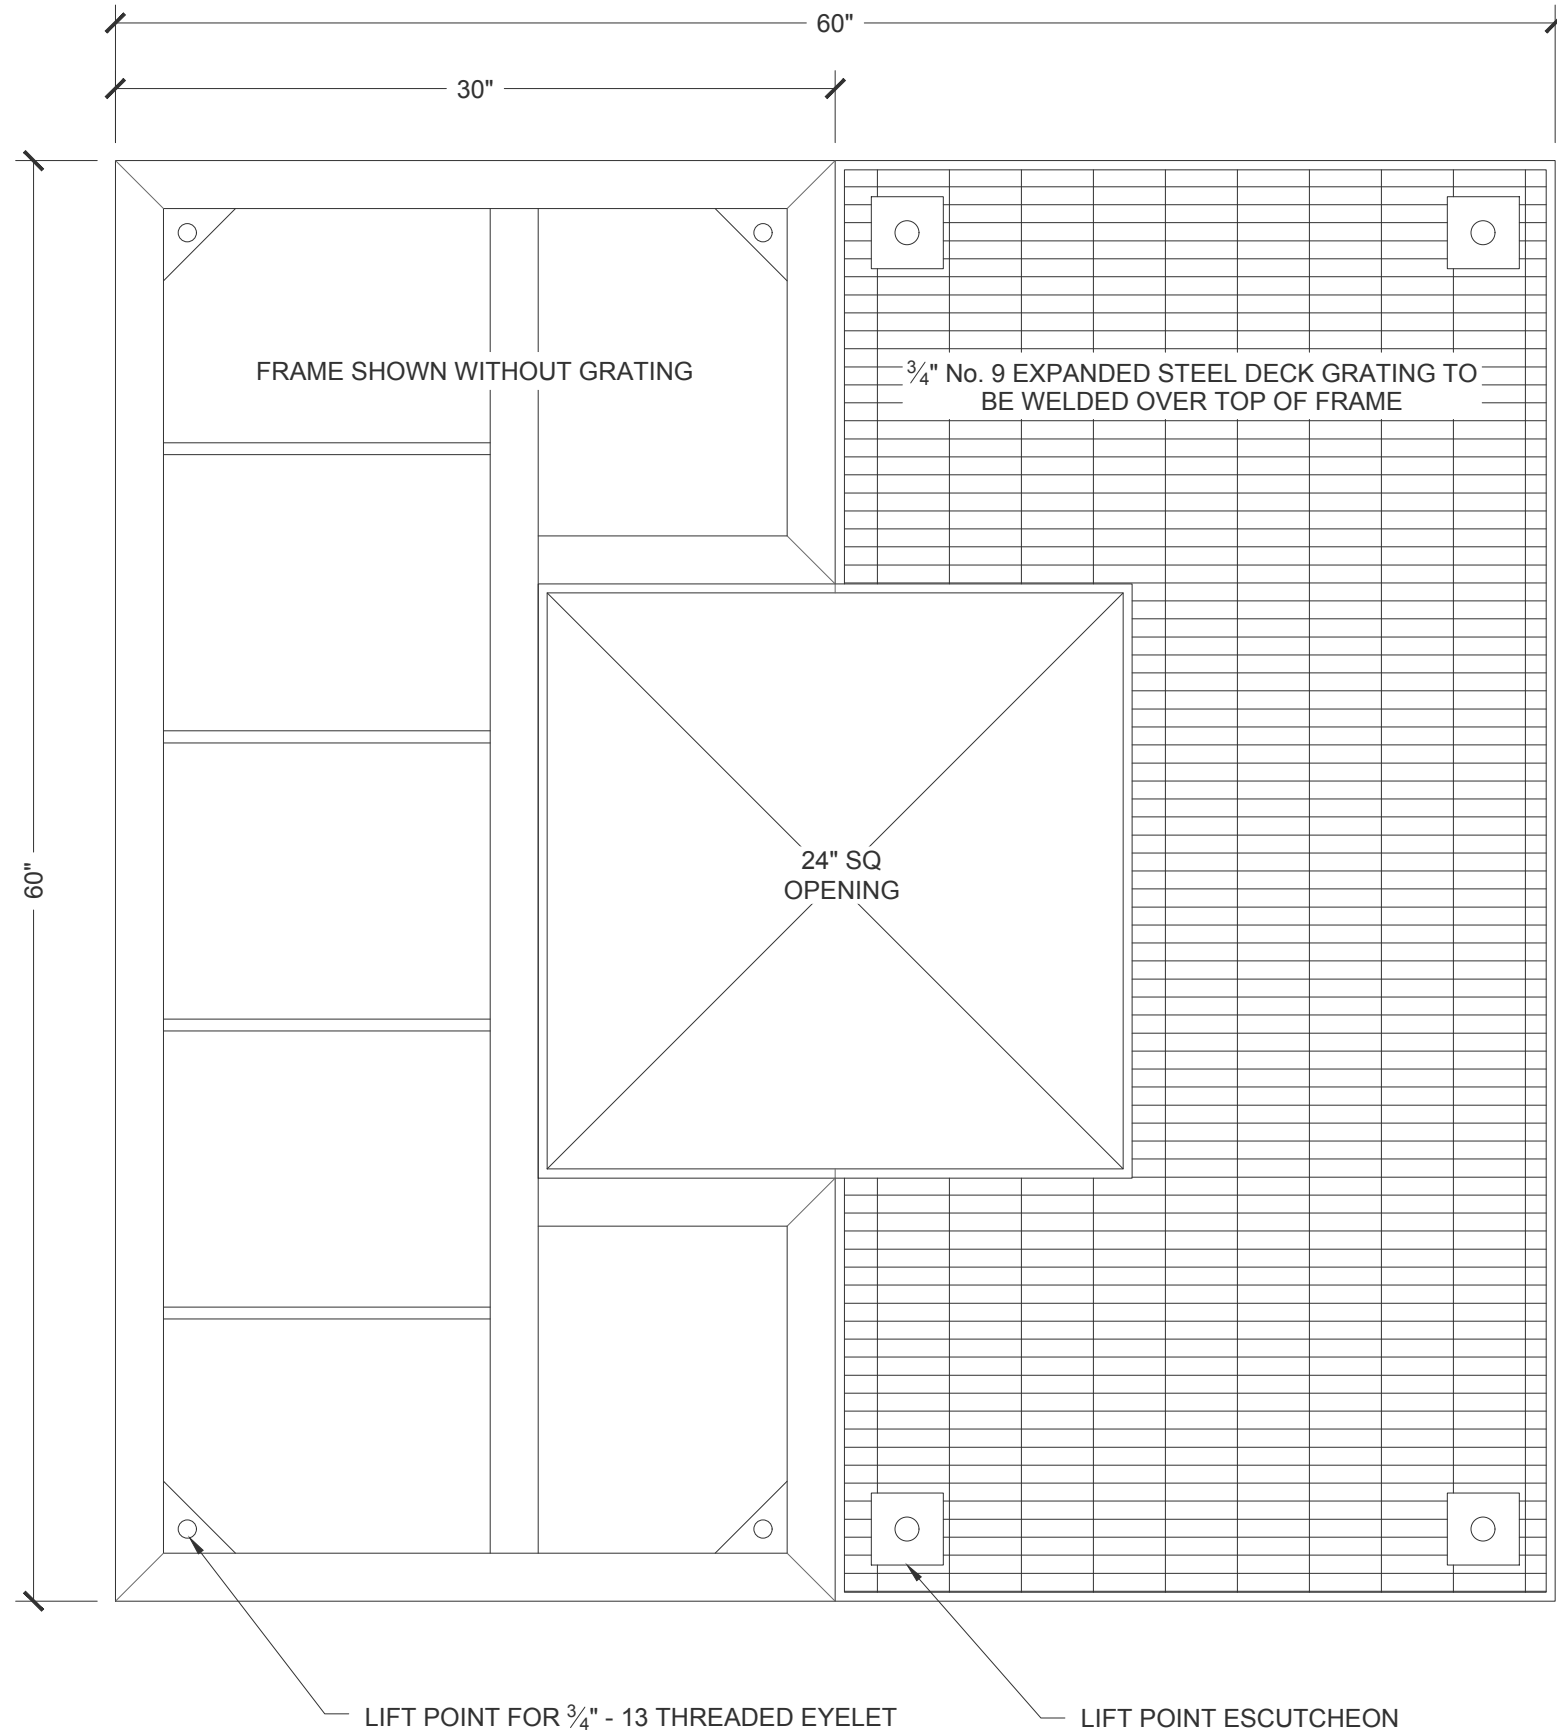 60"
30"
FRAME SHOWN WITHOUT GRATING
3⁄4" No. 9 EXPANDED STEEL DECK GRATING TO
BE WELDED OVER TOP OF FRAME
60"
24" SQ
OPENING
LIFT POINT FOR 3⁄4" - 13 THREADED EYELET
LIFT POINT ESCUTCHEON